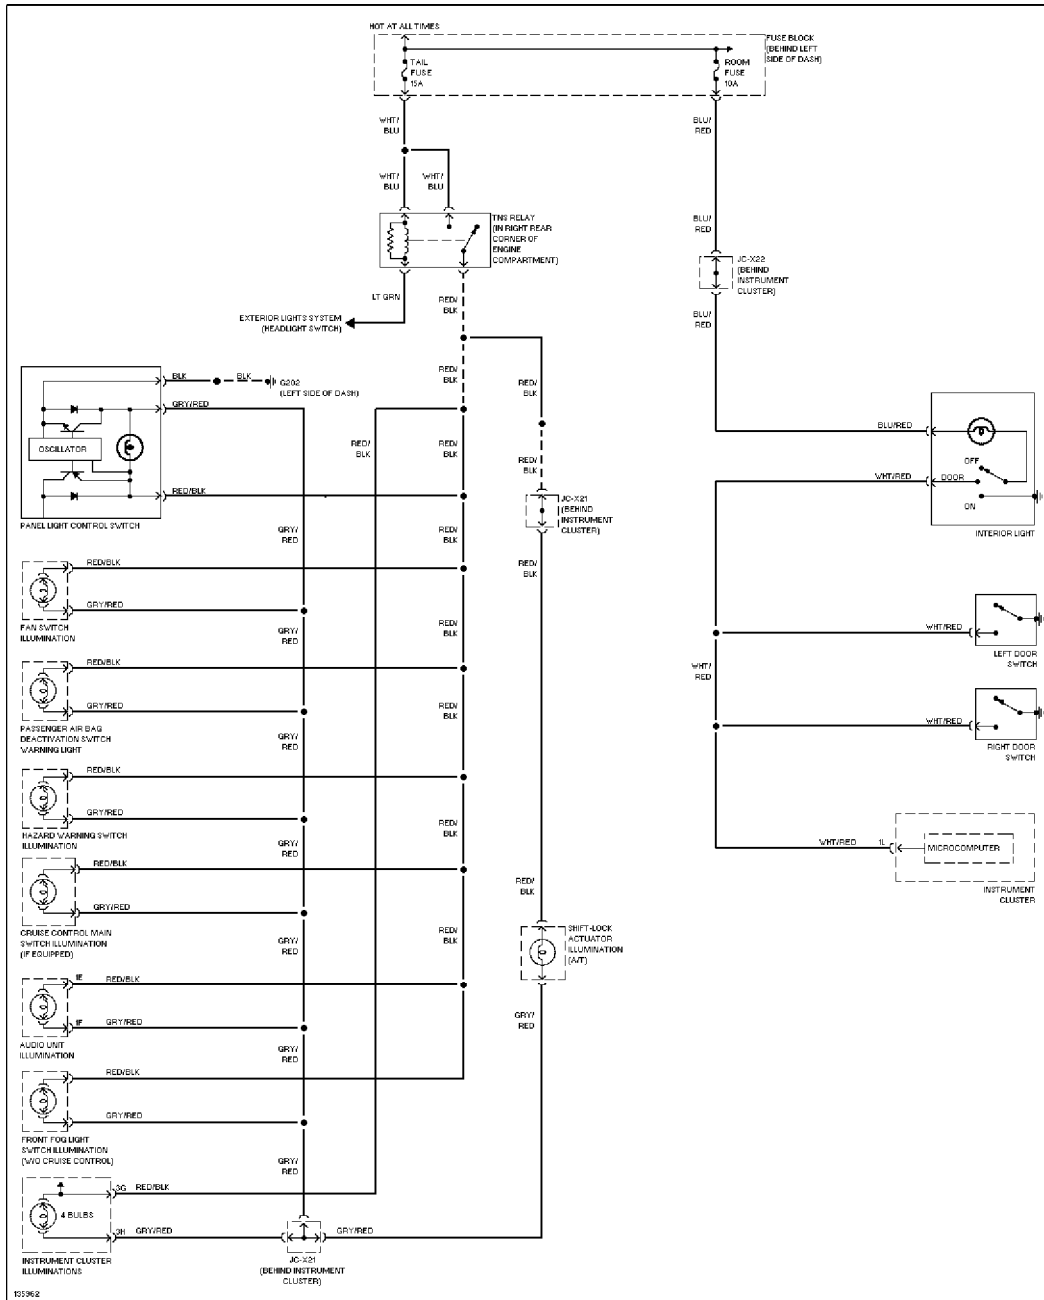 HOT AT ALL TIMES
FUSE BLOCK
(BEHIND LEFT
SIDE OF DASH)
TAIL
FUSE
15A
ROOM
FUSE
10A
WHT/
BLU
BLU/
RED
WHT/
BLU
WHT/
BLU
TNS RELAY
(IN RIGHT REAR
CORNER OF
ENGINE
COMPARTMENT)
BLU/
RED
JC-X22
(BEHIND
INSTRUMENT
CLUSTER)
LT GRN
RED/
BLK
BLU/
RED
EXTERIOR LIGHTS SYSTEM
(HEADLIGHT SWITCH)
BLK
BLK
G202
(LEFT SIDE OF DASH)
RED/
BLK
RED/
BLK
GRY/RED
OSCILLATOR
RED/
BLK
RED/
BLK
RED/
BLK
BLU/RED
OFF
WHT/RED
DOOR
ON
INTERIOR LIGHT
RED/BLK
PANEL LIGHT CONTROL SWITCH
JC-X21
(BEHIND
INSTRUMENT
CLUSTER)
GRY/
RED
RED/
BLK
RED/
BLK
RED/BLK
GRY/RED
FAN SWITCH
ILLUMINATION
GRY/
RED
RED/
BLK
WHT/RED
LEFT DOOR
SWITCH
RED/BLK
WHT/
RED
GRY/RED
PASSENGER AIR BAG
DEACTIVATION SWITCH
WARNING LIGHT
GRY/
RED
RED/
BLK
WHT/RED
RIGHT DOOR
SWITCH
RED/BLK
GRY/RED
HAZARD WARNING SWITCH
ILLUMINATION
GRY/
RED
RED/
BLK
WHT/RED
1L
MICROCOMPUTER
INSTRUMENT
CLUSTER
RED/BLK
RED/
BLK
GRY/RED
CRUISE CONTROL MAIN
SWITCH ILLUMINATION
(IF EQUIPPED)
GRY/
RED
RED/
BLK
SHIFT-LOCK
ACTUATOR
ILLUMINATION
(A/T)
1E
RED/BLK
1F
GRY/RED
AUDIO UNIT
ILLUMINATION
GRY/
RED
GRY/
RED
RED/BLK
GRY/RED
FRONT FOG LIGHT
SWITCH ILLUMINATION
(W/O CRUISE CONTROL)
GRY/
RED
3G
RED/BLK
4 BULBS
3H
GRY/RED
GRY/RED
INSTRUMENT CLUSTER
ILLUMINATIONS
JC-X21
(BEHIND INSTRUMENT
CLUSTER)
135962